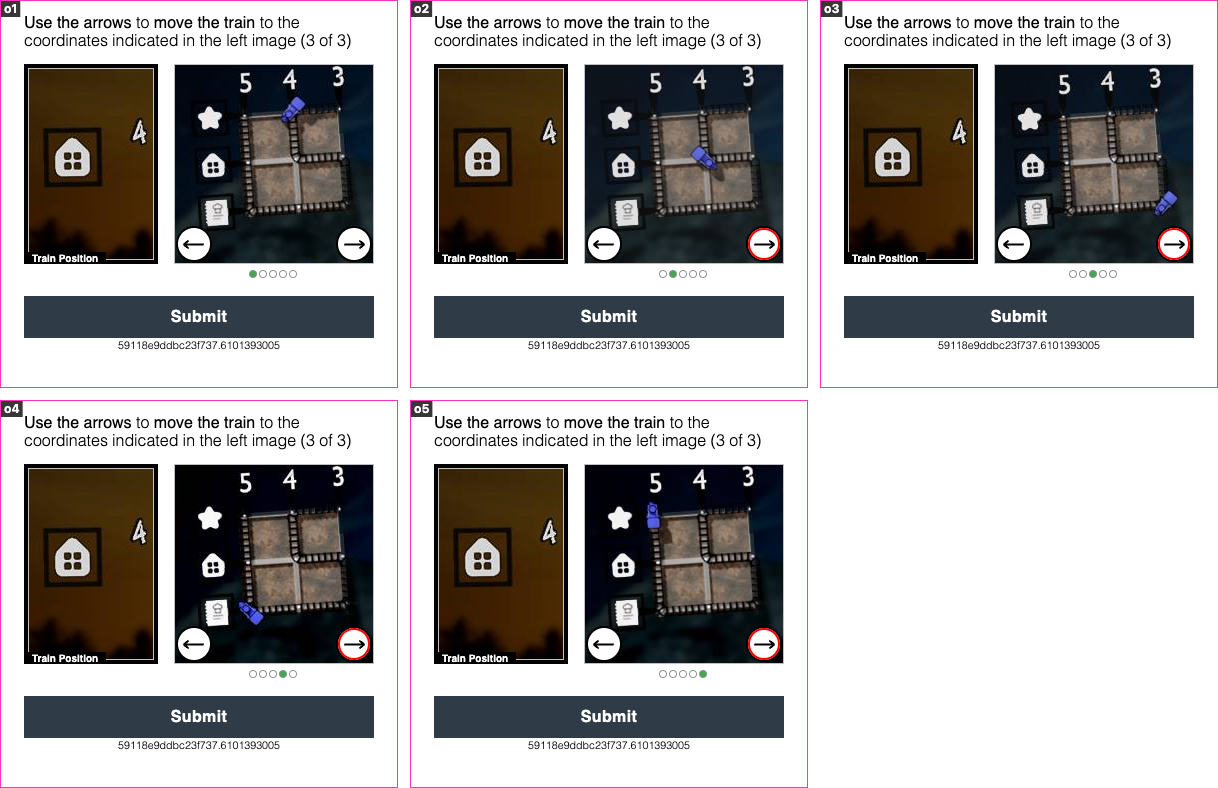 o1
Use the arrows to move the train to the
coordinates indicated in the left image (3 of 3)
4
Train Position
5 4 3
Submit
59118e9ddbc23f737.6101393005
o2
Use the arrows to move the train to the
coordinates indicated in the left image (3 of 3)
4
Train Position
5 4 3
Submit
59118e9ddbc23f737.6101393005
o3
Use the arrows to move the train to the
coordinates indicated in the left image (3 of 3)
4
Train Position
5 4 3
Submit
59118e9ddbc23f737.6101393005
o4
Use the arrows to move the train to the
coordinates indicated in the left image (3 of 3)
4
Train Position
5 4 3
Submit
59118e9ddbc23f737.6101393005
o5
Use the arrows to move the train to the
coordinates indicated in the left image (3 of 3)
4
Train Position
5 4 3
Submit
59118e9ddbc23f737.6101393005